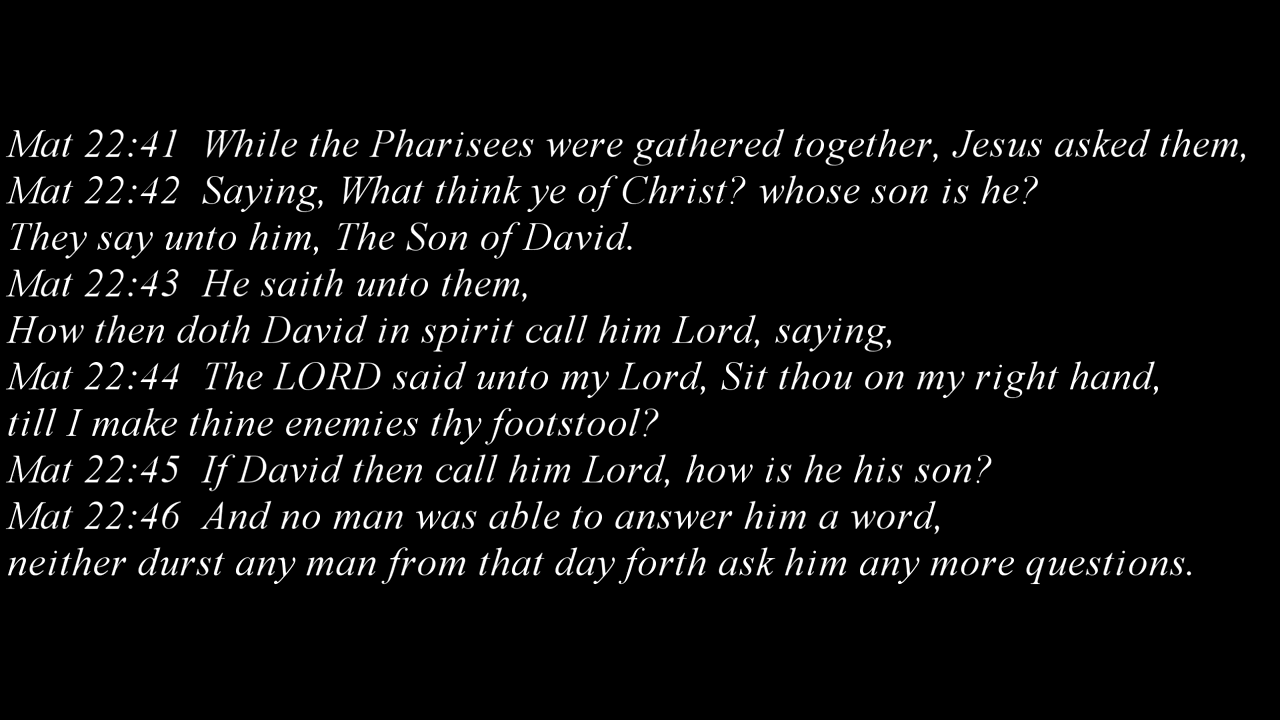 Mat 22:41  While the Pharisees were gathered together, Jesus asked them,
Mat 22:42  Saying, What think ye of Christ? whose son is he?
They say unto him, The Son of David.
Mat 22:43  He saith unto them,
How then doth David in spirit call him Lord, saying,
Mat 22:44  The LORD said unto my Lord, Sit thou on my right hand,
till I make thine enemies thy footstool?
Mat 22:45  If David then call him Lord, how is he his son?
Mat 22:46  And no man was able to answer him a word,
neither durst any man from that day forth ask him any more questions.